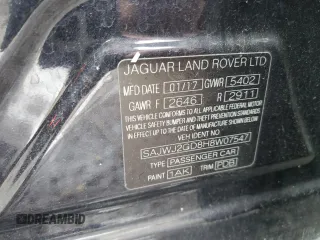 JAGUAR LAND ROVER LTD
MFD DATE 01/17 GVWR 5402
GAWR F 2646 R 2911
THIS VEHICLE CONFORMS TO ALL APPLICABLE FEDERAL MOTOR
VEHICLE SAFETY BUMPER AND THEFT PREVENTION STANDARDS
IN EFFECT ON THE DATE OF MANUFACTURE SHOWN ABOVE
VEH IDENT NO
SAJWJ2GD8H8W07547
TYPE PASSENGER CAR
PAINT 1AK TRIM PDB
DREAMBID